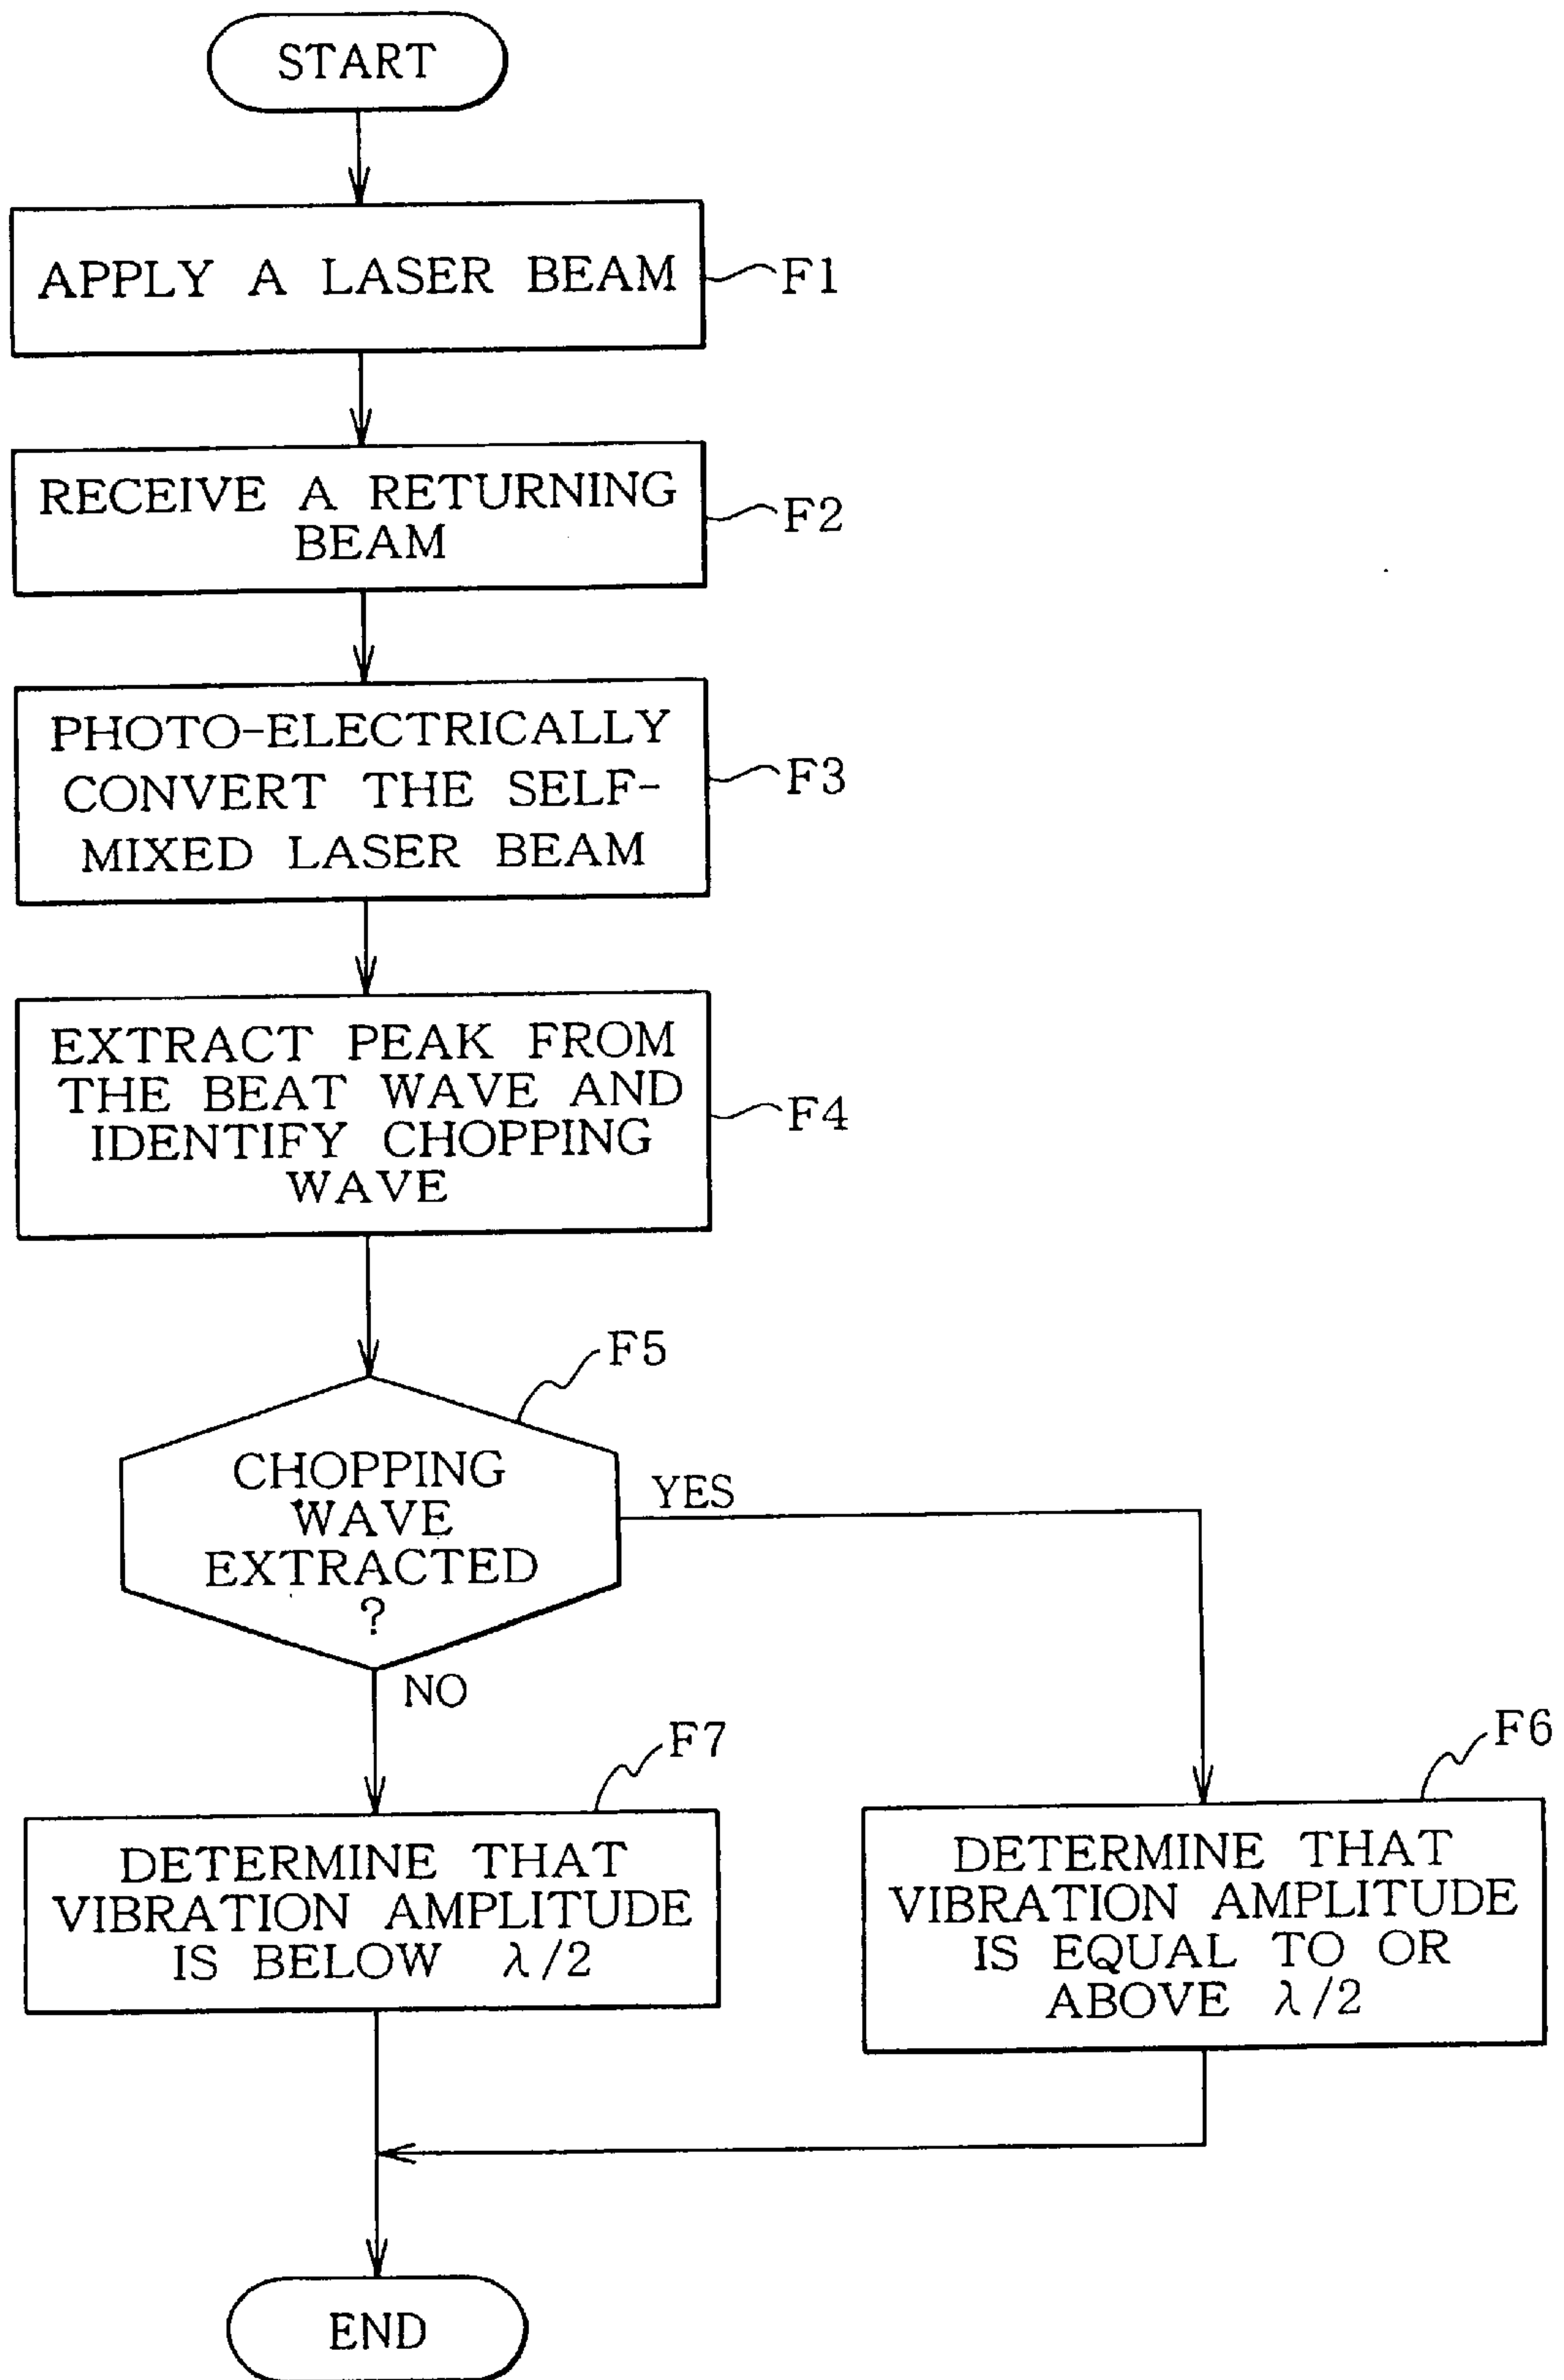 START
APPLY A LASER BEAM
F1
RECEIVE A RETURNING
BEAM
F2
PHOTO-ELECTRICALLY
CONVERT THE SELF-
MIXED LASER BEAM
F3
EXTRACT PEAK FROM
THE BEAT WAVE AND
IDENTIFY CHOPPING
WAVE
F4
F5
CHOPPING
WAVE
EXTRACTED
?
YES
NO
F7
DETERMINE THAT
VIBRATION AMPLITUDE
IS BELOW λ/2
F6
DETERMINE THAT
VIBRATION AMPLITUDE
IS EQUAL TO OR
ABOVE λ/2
END